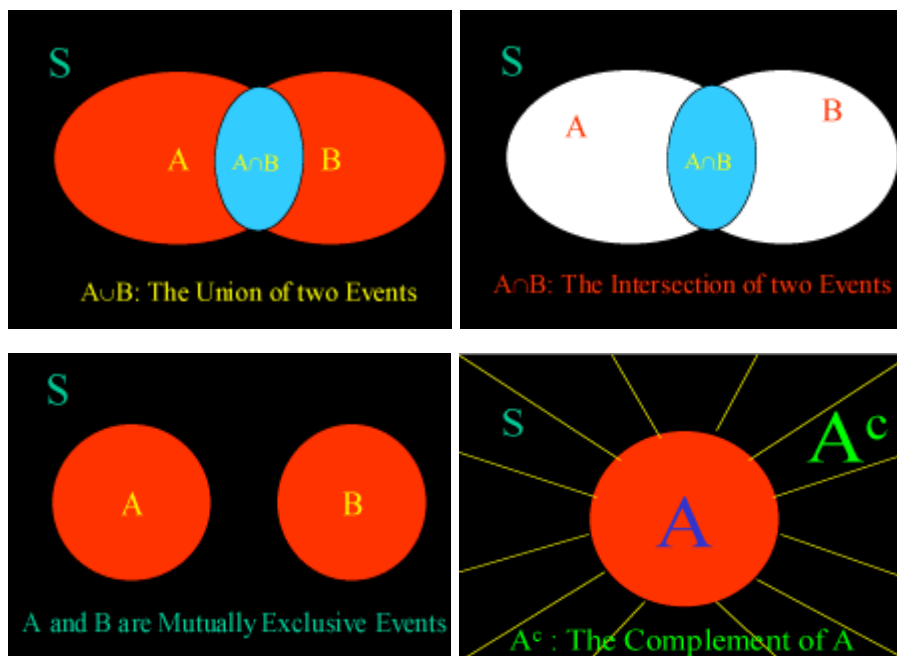 S
A A∩B B
A∪B: The Union of two Events
S
A A∩B B
A∩B: The Intersection of two Events
S
A B
A and B are Mutually Exclusive Events
S Aᶜ
A
Aᶜ : The Complement of A